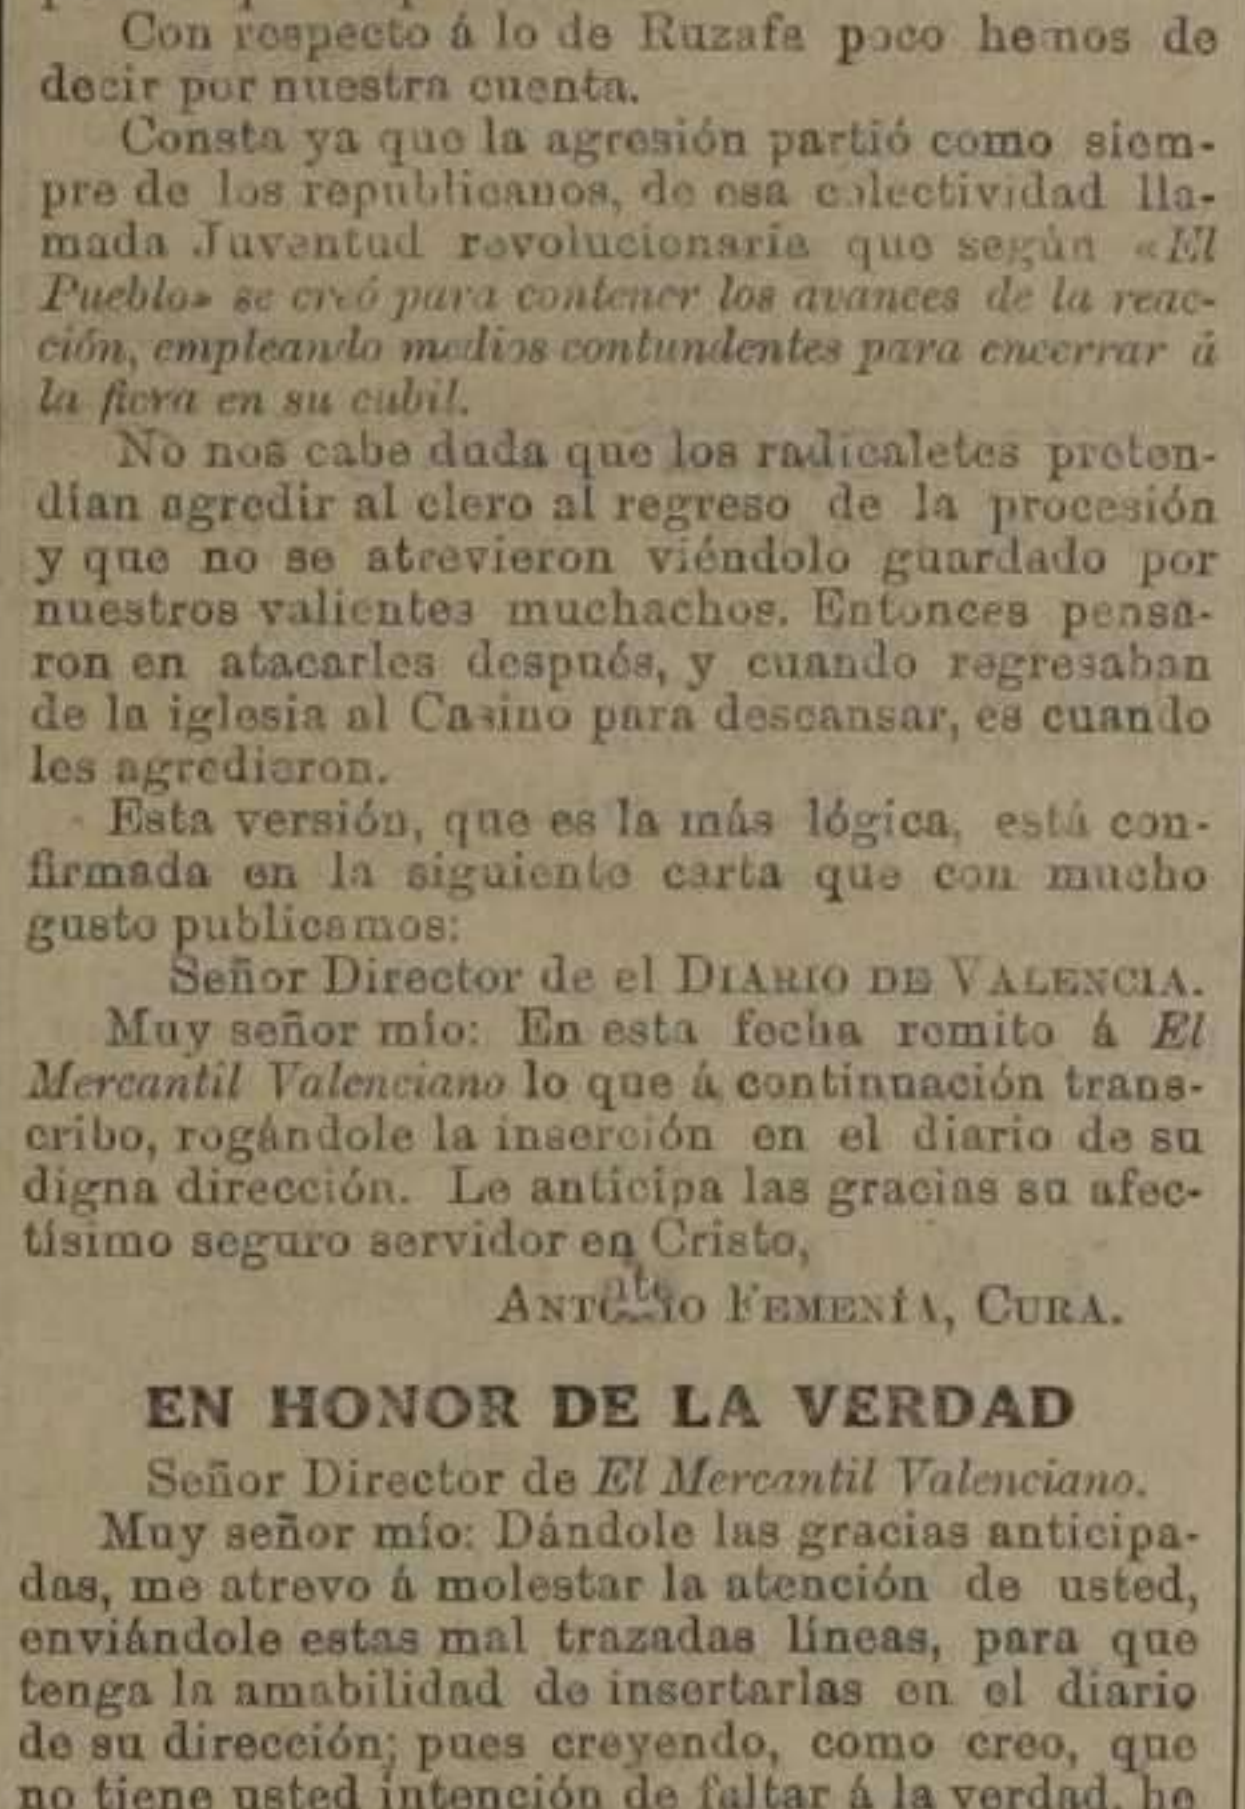 Con respecto á lo de Ruzafa poco hemos de
decir por nuestra cuenta.
Consta ya que la agresión partió como siem-
pre de los republicanos, de esa colectividad lla-
mada Juventud revolucionaria que según «El
Pueblo» se creó para contener los avances de la reac-
ción, empleando medios contundentes para encerrar á
la fiera en su cubil.
No nos cabe duda que los radicaletes preten-
dían agredir al clero al regreso de la procesión
y que no se atrevieron viéndolo guardado por
nuestros valientes muchachos. Entonces pensa-
ron en atacarles después, y cuando regresaban
de la iglesia al Casino para descansar, es cuando
les agredieron.
Esta versión, que es la más lógica, está con-
firmada en la siguiente carta que con mucho
gusto publicamos:
Señor Director de el DIARIO DE VALENCIA.
Muy señor mío: En esta fecha remito á El
Mercantil Valenciano lo que á continuación trans-
cribo, rogándole la inserción en el diario de su
digna dirección. Le anticipa las gracias su afec-
tísimo seguro servidor en Cristo,
ANTONIO FEMENÍA, CURA.
EN HONOR DE LA VERDAD
Señor Director de El Mercantil Valenciano.
Muy señor mío: Dándole las gracias anticipa-
das, me atrevo á molestar la atención de usted,
enviándole estas mal trazadas líneas, para que
tenga la amabilidad de insertarlas en el diario
de su dirección; pues creyendo, como creo, que
no tiene usted intención de faltar á la verdad, he